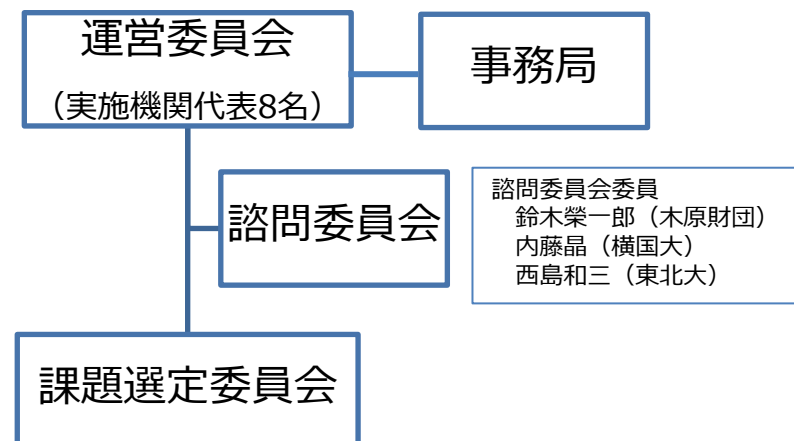 運営委員会
(実施機関代表8名)
事務局
諮問委員会
諮問委員会委員
鈴木榮一郎（木原財団）
内藤晶（横国大）
西島和三（東北大）
課題選定委員会